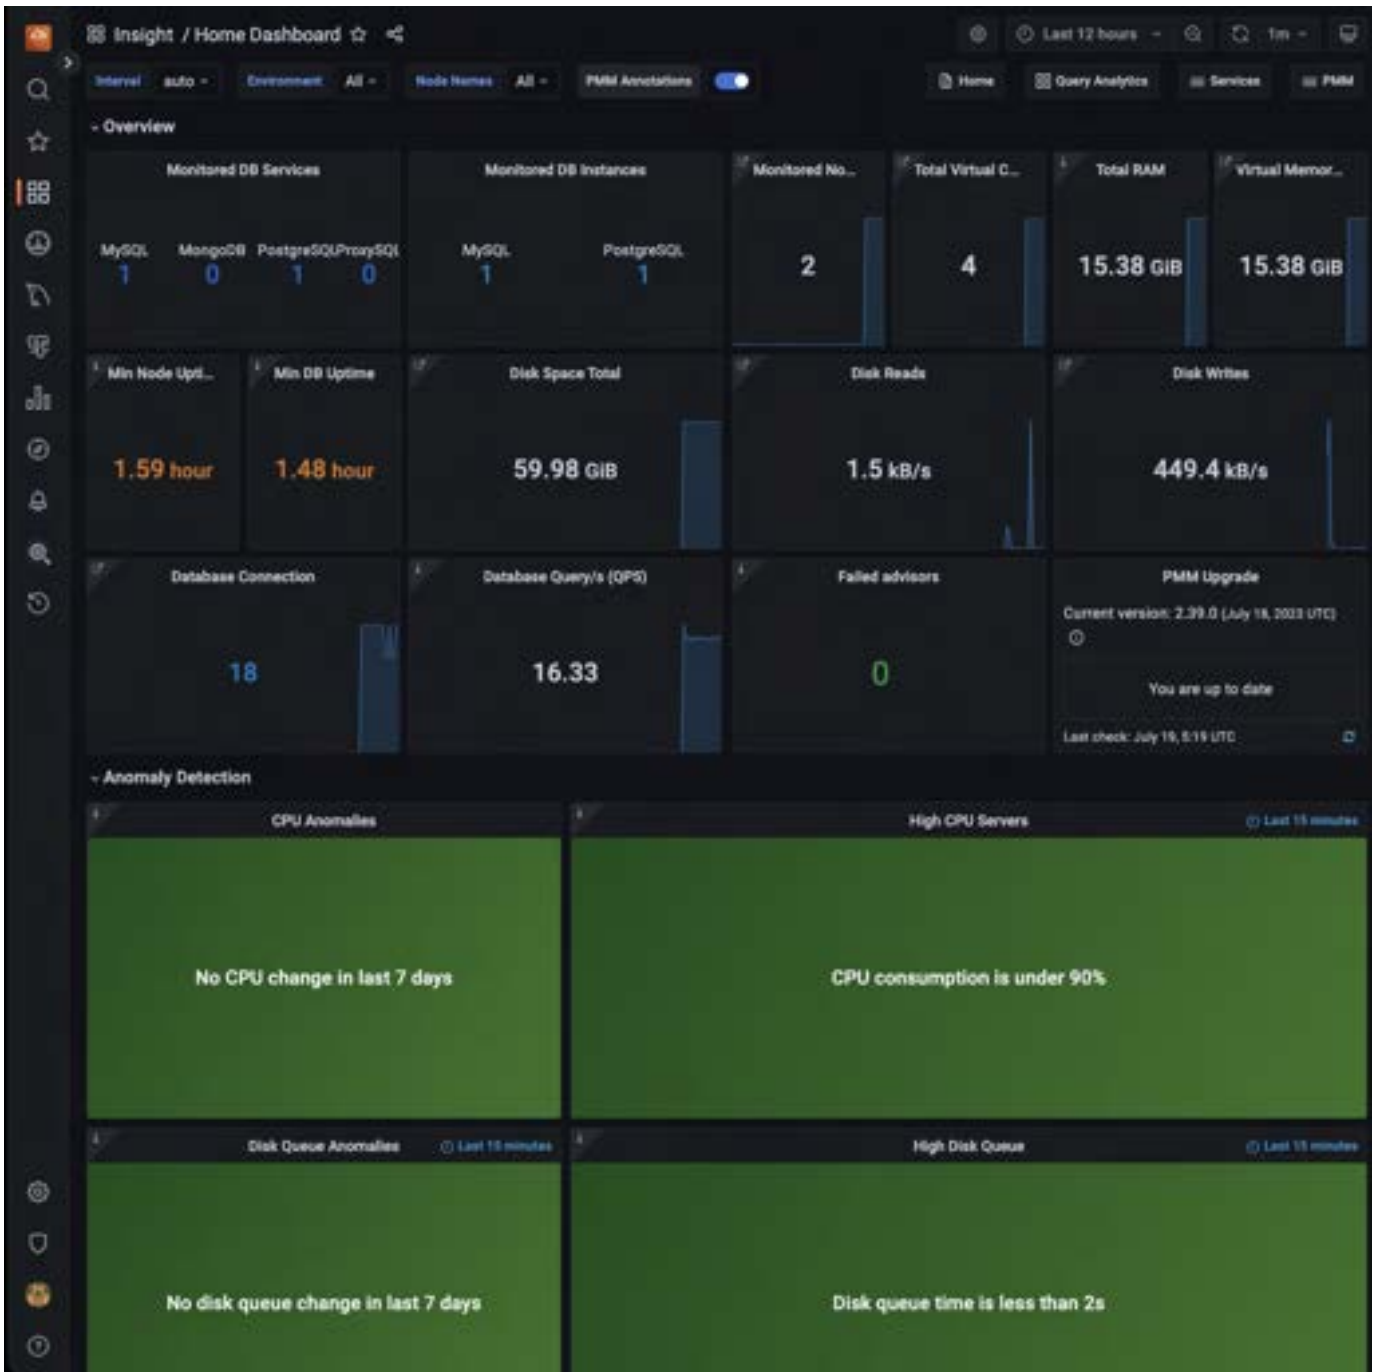 Insight / Home Dashboard
Last 12 hours
1m
Interval auto Environment All Node Names All PMM Annotations
Home Query Analytics Services PMM
Overview
Monitored DB Services
MySQL MongoDB PostgreSQL ProxySQL
1 0 1 0
Monitored DB Instances
MySQL PostgreSQL
1 1
Monitored No...
2
Total Virtual C...
4
Total RAM
15.38 GiB
Virtual Memor...
15.38 GiB
Min Node Upti...
1.59 hour
Min DB Uptime
1.48 hour
Disk Space Total
59.98 GiB
Disk Reads
1.5 kB/s
Disk Writes
449.4 kB/s
Database Connection
18
Database Query/s (QPS)
16.33
Failed advisors
0
PMM Upgrade
Current version: 2.39.0 (July 18, 2023 UTC)
You are up to date
Last check: July 19, 5:19 UTC
Anomaly Detection
CPU Anomalies
No CPU change in last 7 days
High CPU Servers
Last 15 minutes
CPU consumption is under 90%
Disk Queue Anomalies
Last 15 minutes
No disk queue change in last 7 days
High Disk Queue
Last 15 minutes
Disk queue time is less than 2s